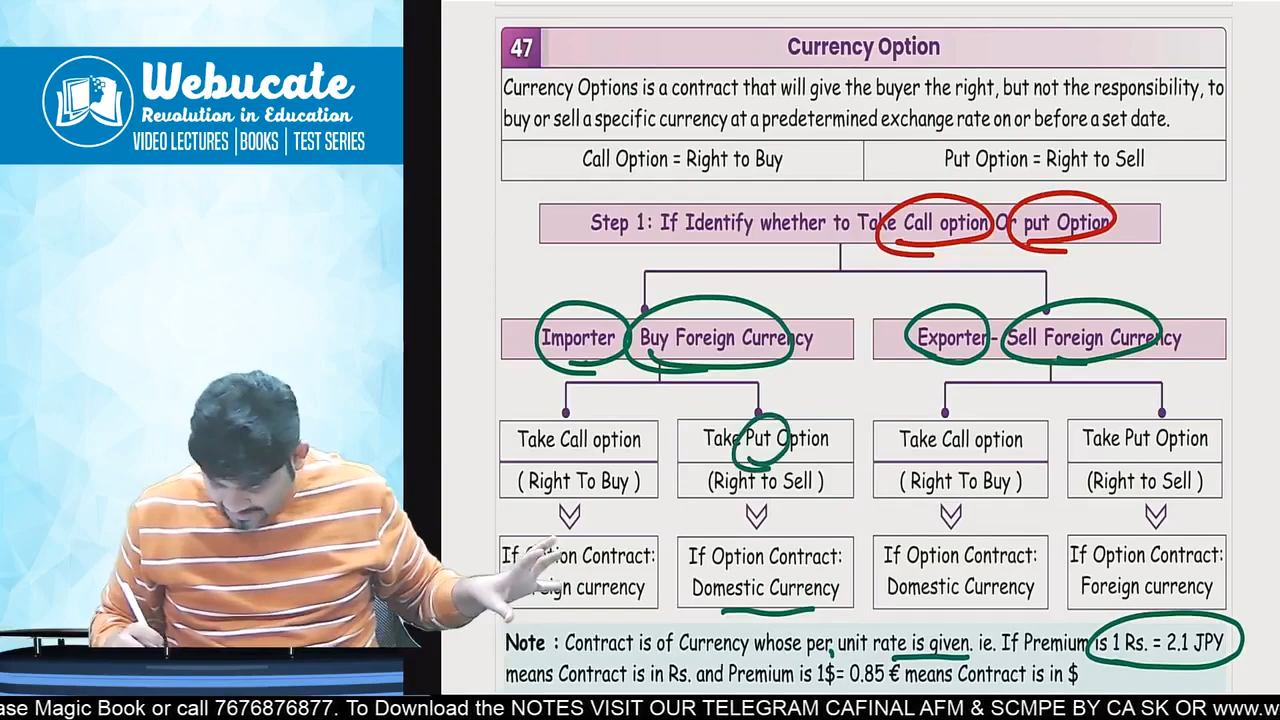 Webucate
Revolution in Education
VIDEO LECTURES | BOOKS | TEST SERIES
47
Currency Option
Currency Options is a contract that will give the buyer the right, but not the responsibility, to
buy or sell a specific currency at a predetermined exchange rate on or before a set date.
Call Option = Right to Buy
Put Option = Right to Sell
Step 1: If Identify whether to Take Call option Or put Option
Importer Buy Foreign Currency
Exporter- Sell Foreign Currency
Take Call option
Take Put Option
Take Call option
Take Put Option
( Right To Buy )
(Right to Sell )
( Right To Buy )
(Right to Sell )
If Option Contract:
If Option Contract:
If Option Contract:
If Option Contract:
currency
Domestic Currency
Domestic Currency
Foreign currency
Note : Contract is of Currency whose per unit rate is given. ie. If Premium is 1 Rs. = 2.1 JPY
means Contract is in Rs. and Premium is 1$= 0.85 € means Contract is in $
ase Magic Book or call 7676876877. To Download the NOTES VISIT OUR TELEGRAM CAFINAL AFM & SCMPE BY CA SK OR www.w